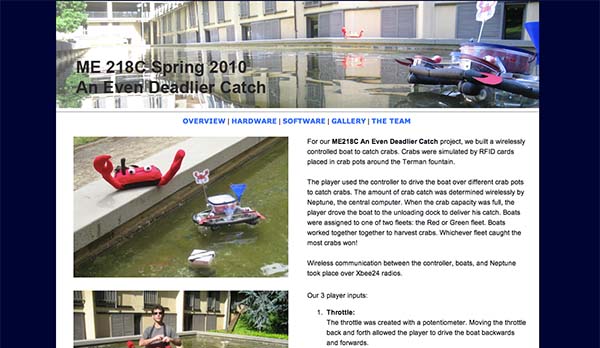 ME 218C Spring 2010
An Even Deadlier Catch
OVERVIEW | HARDWARE | SOFTWARE | GALLERY | THE TEAM
For our ME218C An Even Deadlier Catch project, we built a wirelessly
controlled boat to catch crabs. Crabs were simulated by RFID cards
placed in crab pots around the Terman fountain.
The player used the controller to drive the boat over different crab pots
to catch crabs. The amount of crab catch was determined wirelessly by
Neptune, the central computer. When the crab capacity was full, the
player drove the boat to the unloading dock to deliver his catch. Boats
were assigned to one of two fleets: the Red or Green fleet. Boats
worked together together to harvest crabs. Whichever fleet caught the
most crabs won!
Wireless communication between the controller, boats, and Neptune
took place over Xbee24 radios.
Our 3 player inputs:
1. Throttle:
The throttle was created with a potentiometer. Moving the throttle
back and forth allowed the player to drive the boat backwards
and forwards.